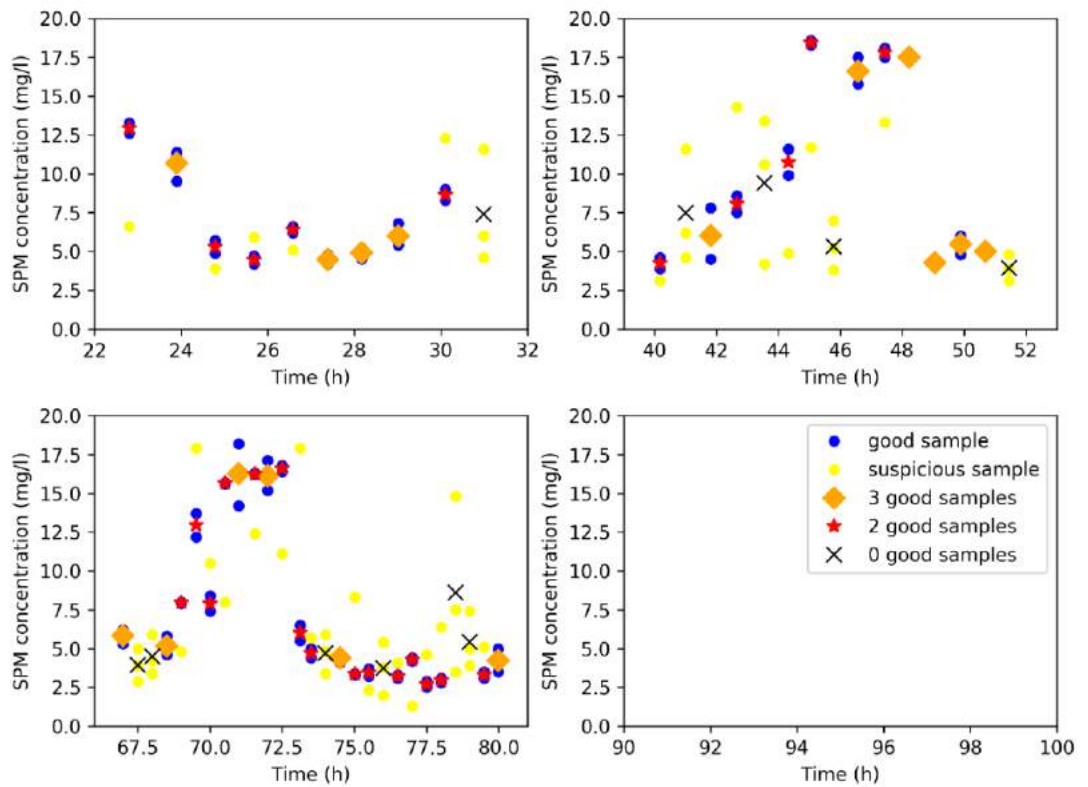 20.0
17.5
15.0
12.5
10.0
7.5
5.0
2.5
0.0
SPM concentration (mg/l)
22 24 26 28 30 32
Time (h)
20.0
17.5
15.0
12.5
10.0
7.5
5.0
2.5
0.0
SPM concentration (mg/l)
40 42 44 46 48 50 52
Time (h)
20.0
17.5
15.0
12.5
10.0
7.5
5.0
2.5
0.0
SPM concentration (mg/l)
67.5 70.0 72.5 75.0 77.5 80.0
Time (h)
20.0
17.5
15.0
12.5
10.0
7.5
5.0
2.5
0.0
SPM concentration (mg/l)
good sample
suspicious sample
3 good samples
2 good samples
0 good samples
90 92 94 96 98 100
Time (h)